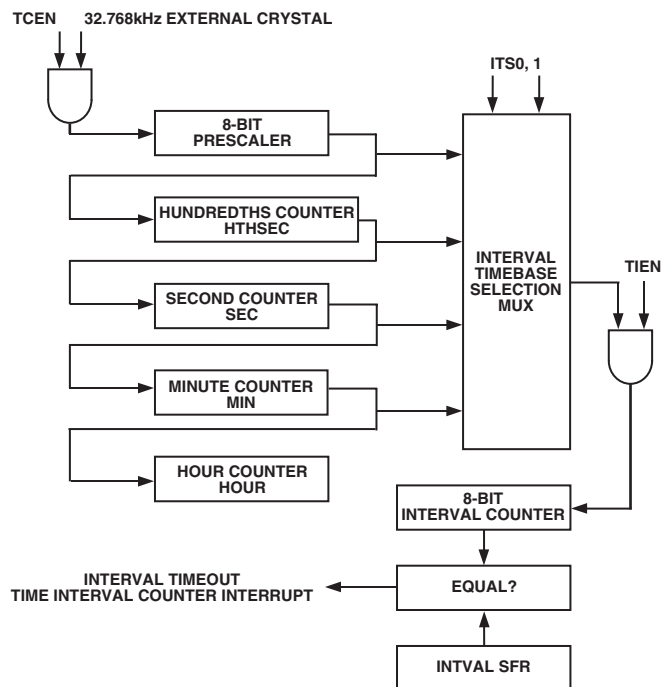 TCEN 32.768kHz EXTERNAL CRYSTAL
ITS0, 1
8-BIT
PRESCALER
HUNDREDTHS COUNTER
HTHSEC
INTERVAL
TIMEBASE
SELECTION
MUX
TIEN
SECOND COUNTER
SEC
MINUTE COUNTER
MIN
HOUR COUNTER
HOUR
8-BIT
INTERVAL COUNTER
INTERVAL TIMEOUT
TIME INTERVAL COUNTER INTERRUPT
EQUAL?
INTVAL SFR